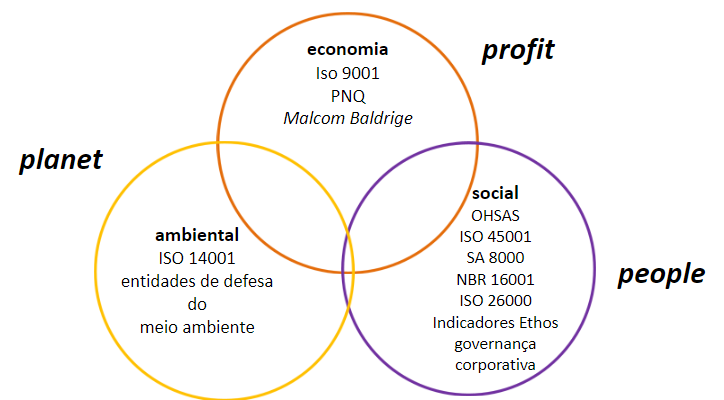 economia
Iso 9001
PNQ
Malcom Baldrige
profit
planet
ambiental
ISO 14001
entidades de defesa
do
meio ambiente
social
OHSAS
ISO 45001
SA 8000
NBR 16001
ISO 26000
Indicadores Ethos
governança
corporativa
people